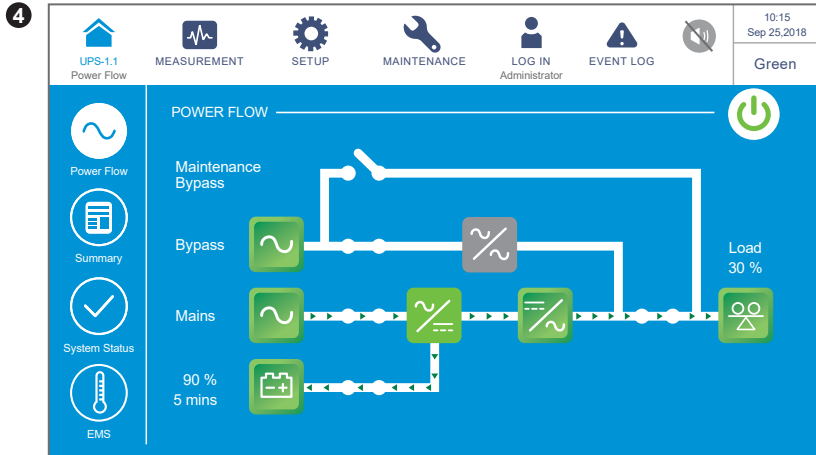 4
10:15
Sep 25,2018
Green
UPS-1.1
Power Flow
MEASUREMENT
SETUP
MAINTENANCE
LOG IN
Administrator
EVENT LOG
POWER FLOW
Power Flow
Summary
System Status
EMS
Maintenance
Bypass
Bypass
Mains
90 %
5 mins
Load
30 %